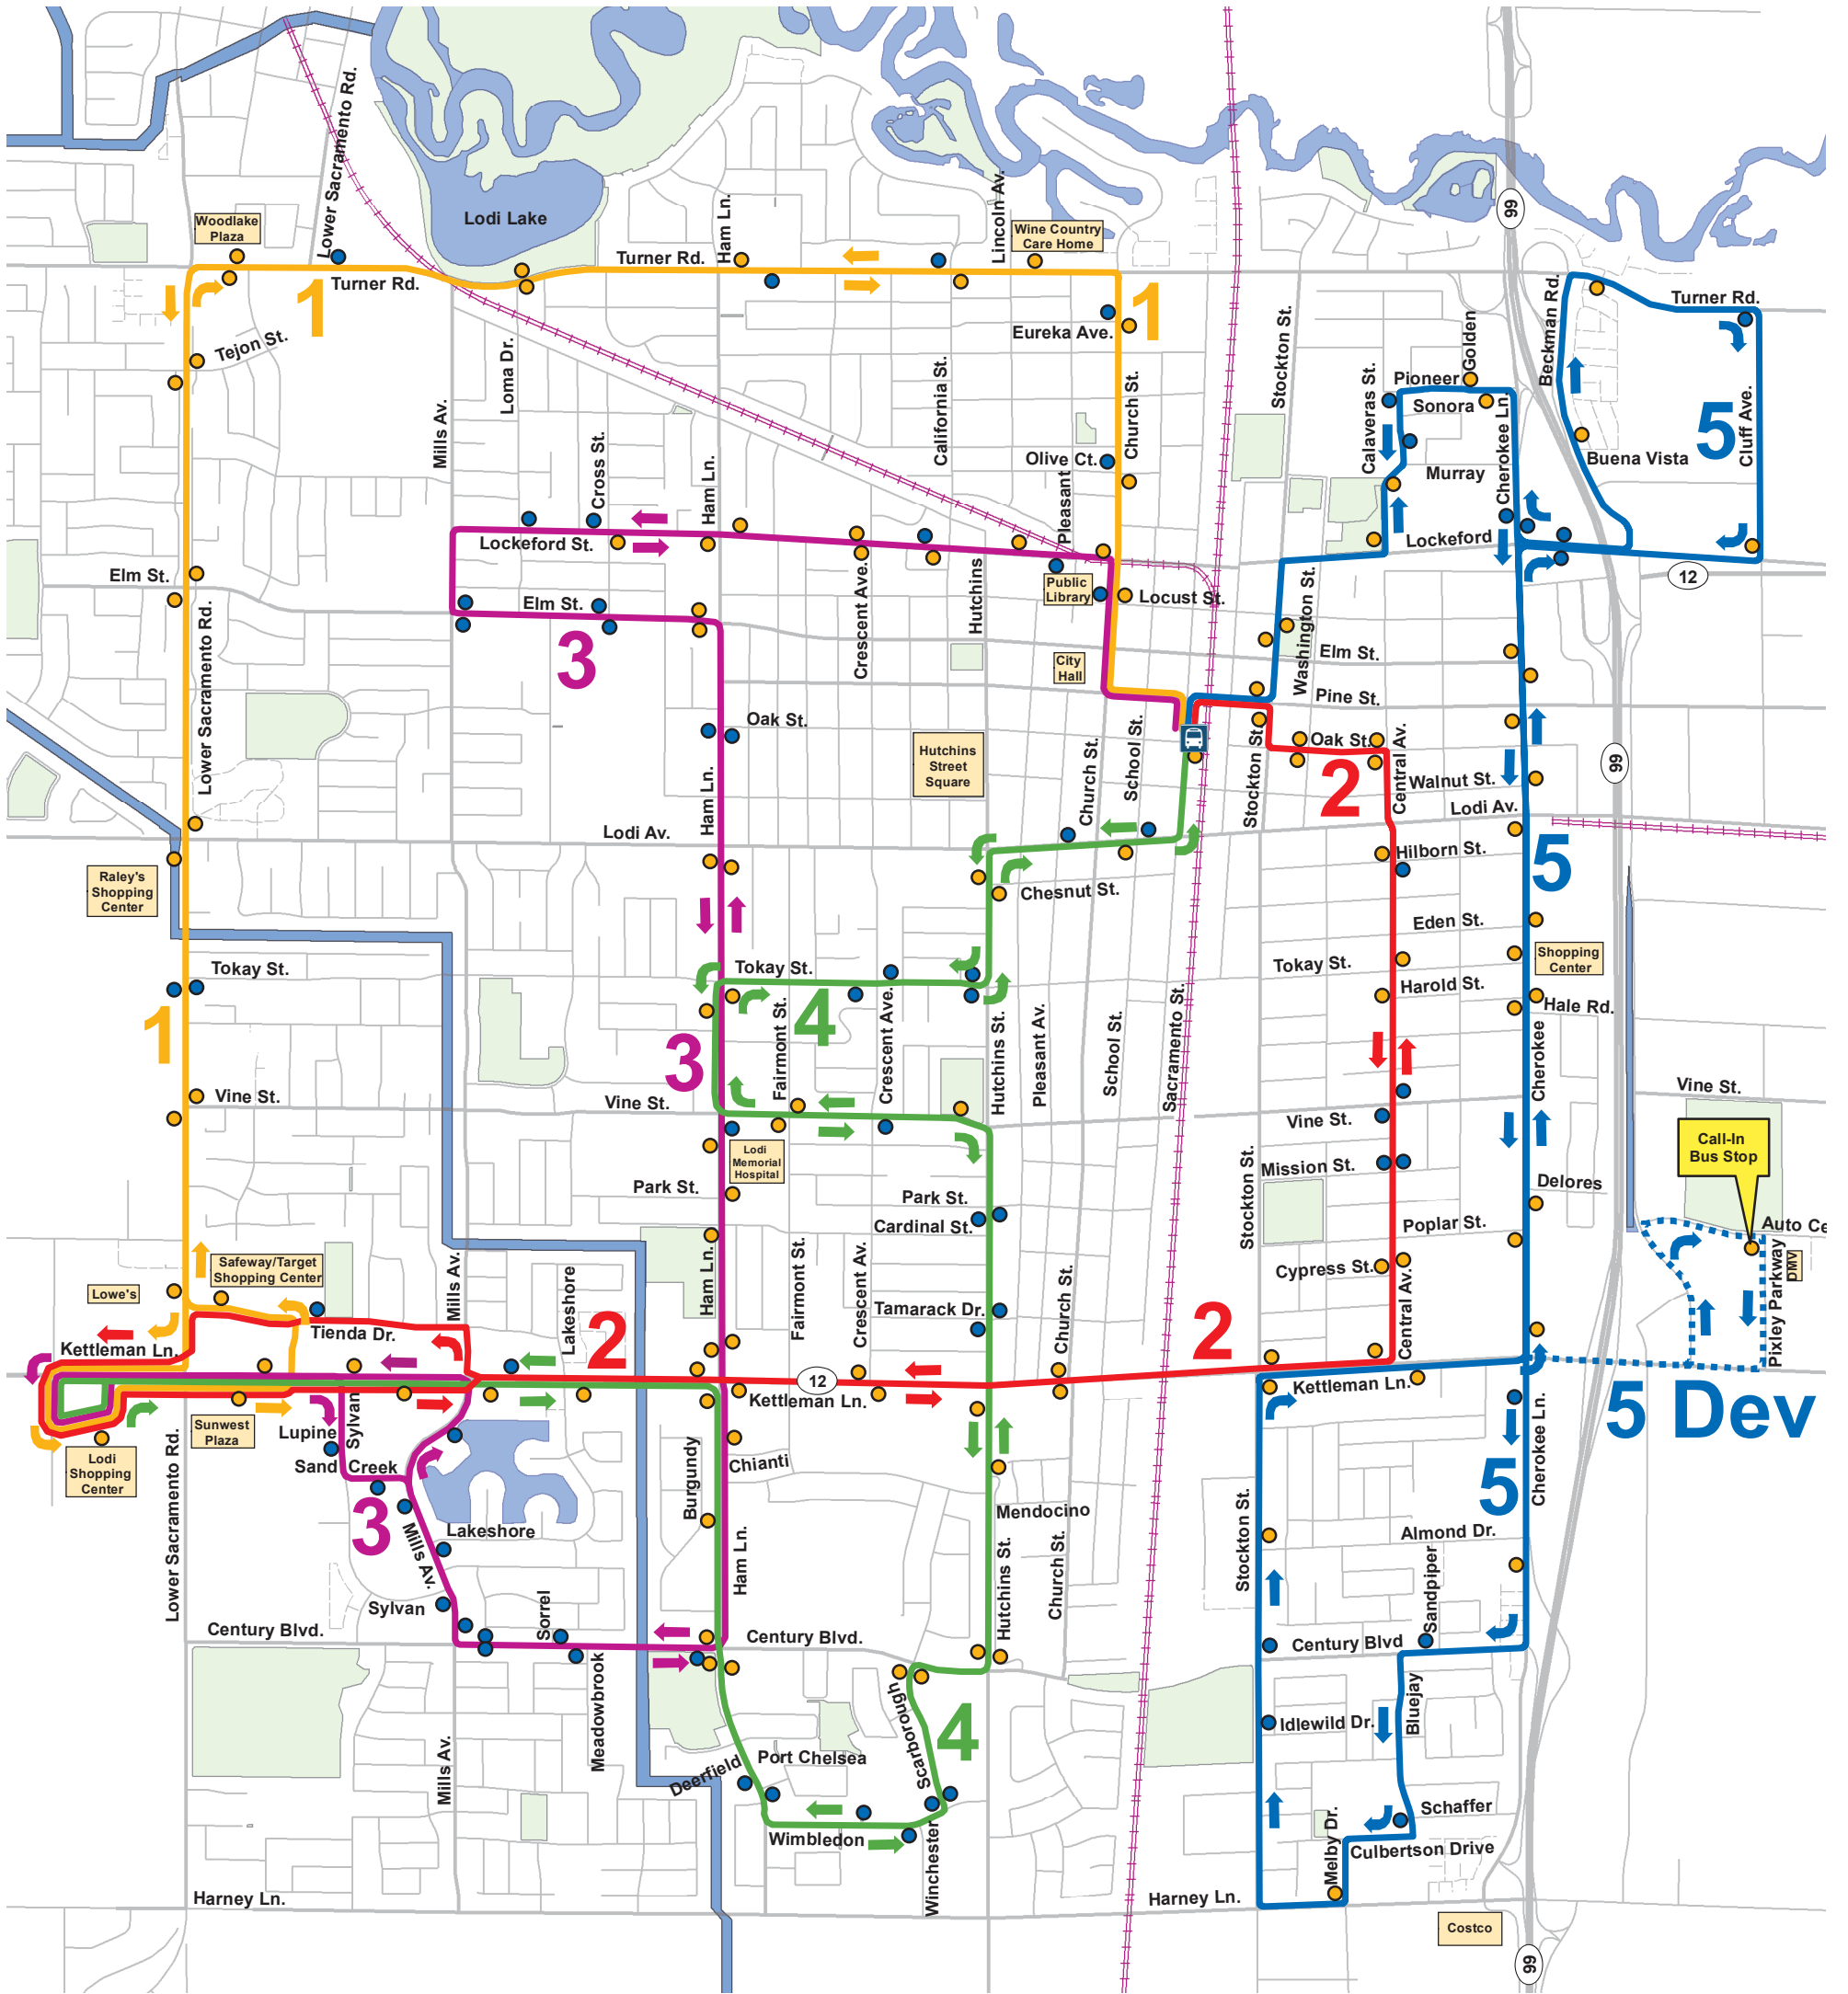 Lower Sacramento Rd.
Woodlake
Plaza
Lodi Lake
Ham Ln.
Lincoln Av.
Wine Country
Care Home
99
Turner Rd.
Turner Rd.
1
1
Eureka Ave.
Tejon St.
Loma Dr.
Mills Av.
California St.
Church St.
Stockton St.
Calaveras St.
Pioneer
Golden
Sonora
Cherokee Ln.
Beckman Rd.
Turner Rd.
5
Cluff Ave.
Buena Vista
Murray
Olive Ct.
Pleasant
Cross St.
Ham Ln.
Lockeford St.
Lockeford
12
Elm St.
Elm St.
3
Crescent Ave.
Hutchins
Public
Library
Locust St.
Washington St.
Elm St.
City
Hall
Pine St.
Lower Sacramento Rd.
Oak St.
Hutchins
Street
Square
Church St.
School St.
Stockton St.
Oak St.
Central Av.
2
Walnut St.
99
Lodi Av.
Ham Ln.
Lodi Av.
Hilborn St.
5
Raley's
Shopping
Center
Chesnut St.
Eden St.
Shopping
Center
Tokay St.
Tokay St.
Tokay St.
Harold St.
Hale Rd.
1
3
4
Fairmont St.
Crescent Ave.
Hutchins St.
Pleasant Av.
School St.
Sacramento St.
Cherokee
Vine St.
Vine St.
Vine St.
Vine St.
Call-In
Bus Stop
Lodi
Memorial
Hospital
Mission St.
Stockton St.
Park St.
Park St.
Cardinal St.
Delores
Poplar St.
Auto Ce
DMV
Pixley Parkway
Safeway/Target
Shopping Center
Lowe's
Mills Av.
Lakeshore
Ham Ln.
Fairmont St.
Crescent Av.
Tamarack Dr.
Church St.
Cypress St.
Central Av.
2
2
Tienda Dr.
Kettleman Ln.
12
Kettleman Ln.
Kettleman Ln.
5 Dev
Sunwest
Plaza
Lupine
Sylvan
Sand Creek
Lodi
Shopping
Center
Lower Sacramento Rd.
Burgundy
Chianti
Mendocino
Cherokee Ln.
5
3
Mills Av.
Lakeshore
Almond Dr.
Stockton St.
Sandpiper
Ham Ln.
Hutchins St.
Church St.
Sylvan
Sorrel
Century Blvd.
Century Blvd.
Century Blvd
Meadowbrook
Mills Av.
Deerfield
Port Chelsea
Scarborough
4
Idlewild Dr.
Bluejay
Wimbledon
Winchester
Schaffer
Melby Dr.
Culbertson Drive
Harney Ln.
Harney Ln.
Costco
99